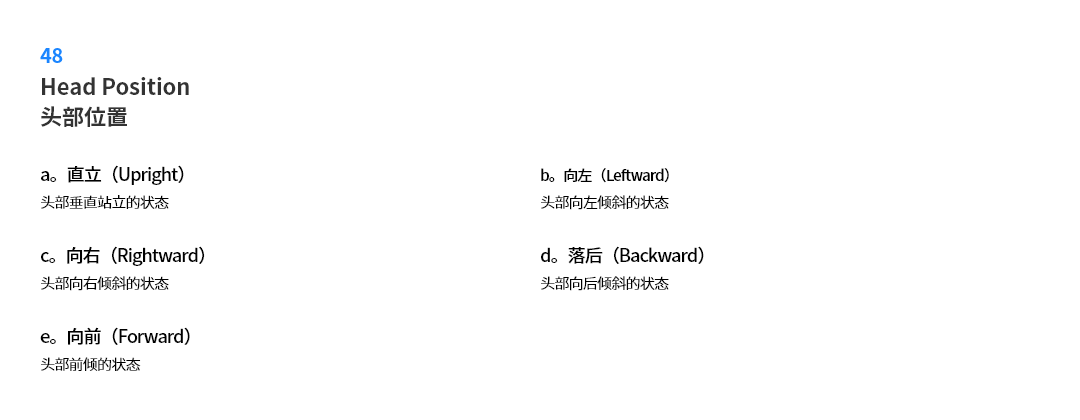 48
Head Position
头部位置
a。直立（Upright）
头部垂直站立的状态
b。向左（Leftward）
头部向左倾斜的状态
c。向右（Rightward）
头部向右倾斜的状态
d。落后（Backward）
头部向后倾斜的状态
e。向前（Forward）
头部前倾的状态